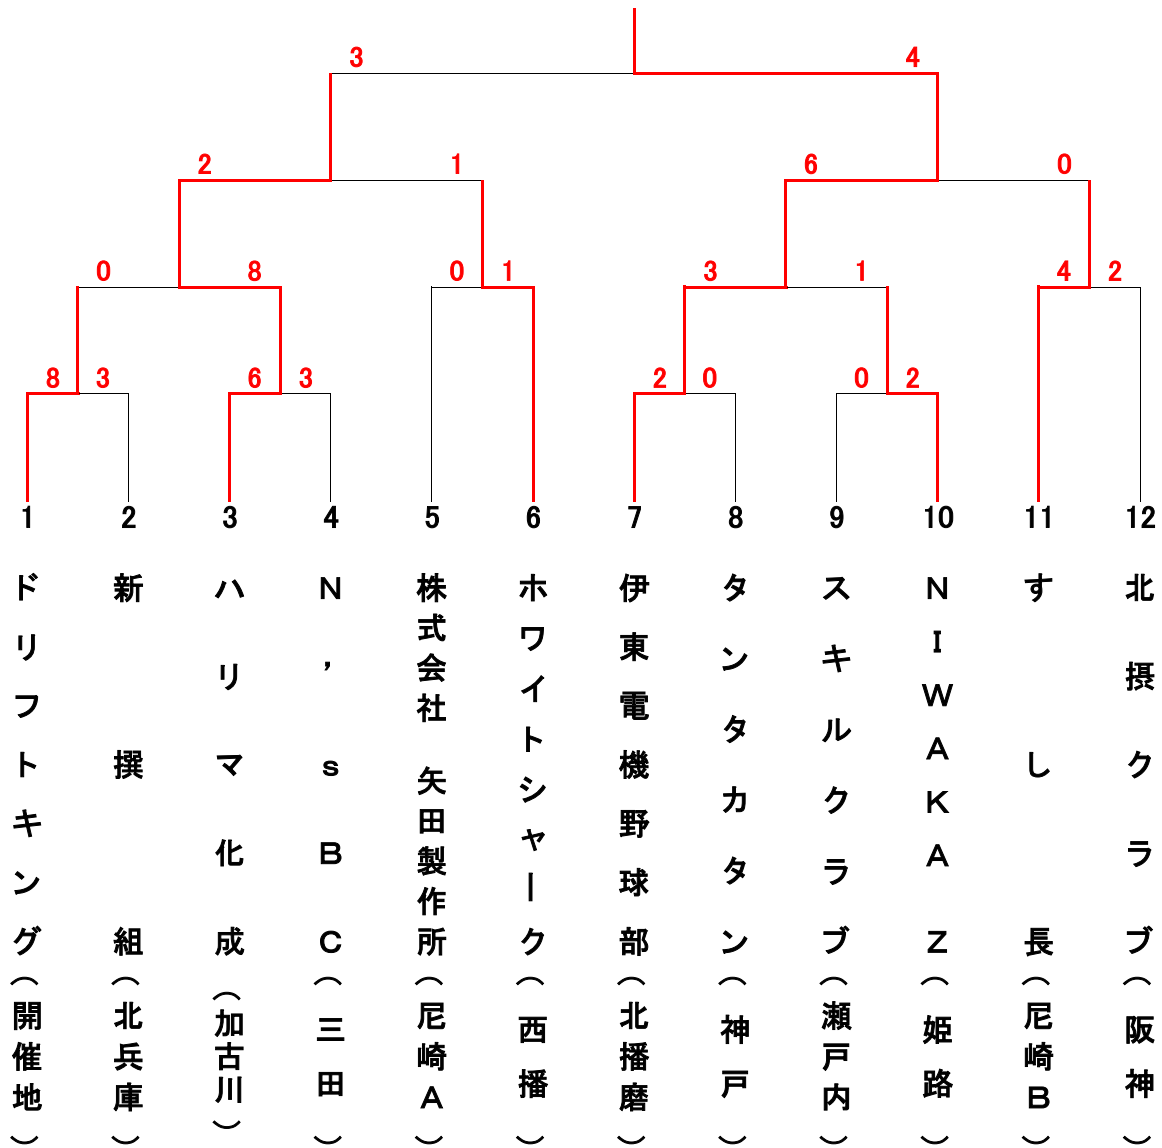 3 4
2 1 6 0
0 8 0 1 3 1 4 2
8 3 6 3 2 0 0 2
1 2 3 4 5 6 7 8 9 10 11 12
ドリフトキング（開催地）
新撰組（北兵庫）
ハリマ化成（加古川）
Ｎ’ｓＢＣ（三田）
株式会社　矢田製作所（尼崎Ａ）
ホワイトシャーク（西播）
伊東電機野球部（北播磨）
タンタカタン（神戸）
スキルクラブ（瀬戸内）
ＮＩＷＡＫＡＺ（姫路）
すし長（尼崎Ｂ）
北摂クラブ（阪神）